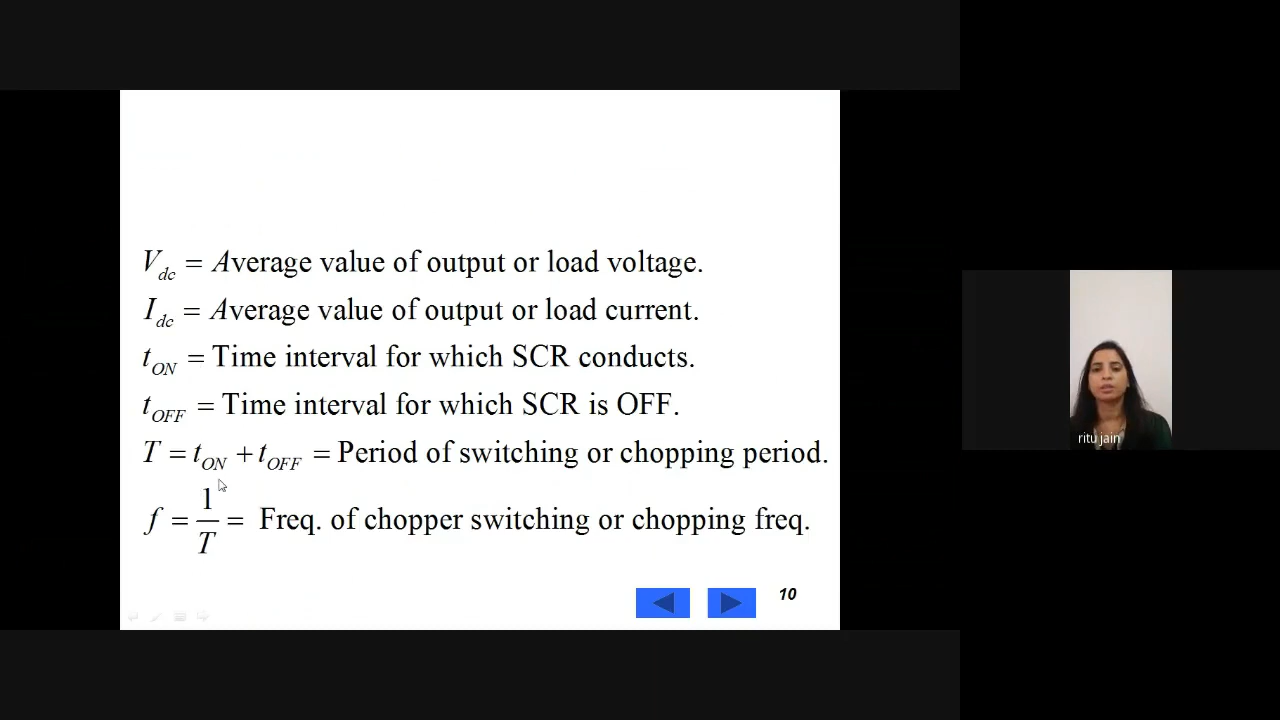 V_dc = Average value of output or load voltage.
I_dc = Average value of output or load current.
t_ON = Time interval for which SCR conducts.
t_OFF = Time interval for which SCR is OFF.
T = t_ON + t_OFF = Period of switching or chopping period.
f = 1/T = Freq. of chopper switching or chopping freq.
10
ritu jain